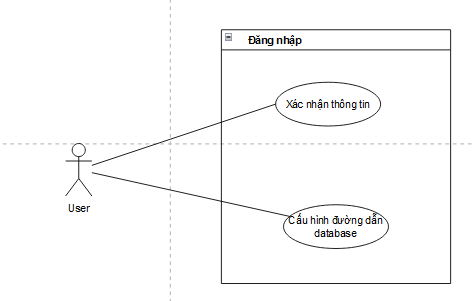 Đăng nhập
Xác nhận thông tin
User
Cấu hình đường dẫn
database